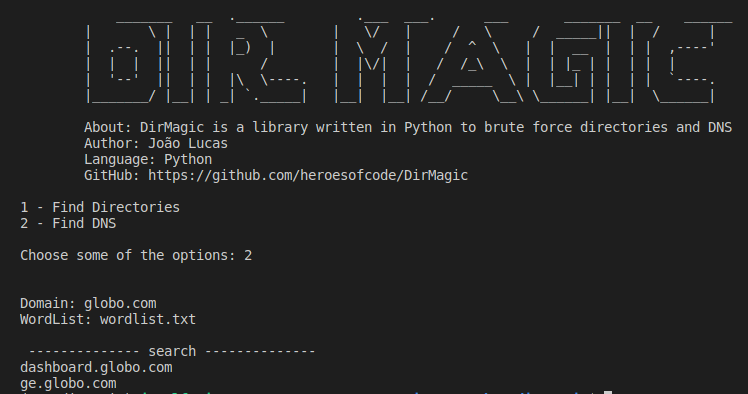 DIR MAGIC
About: DirMagic is a library written in Python to brute force directories and DNS
Author: João Lucas
Language: Python
GitHub: https://github.com/heroesofcode/DirMagic
1 - Find Directories
2 - Find DNS
Choose some of the options: 2
Domain: globo.com
WordList: wordlist.txt
-------------- search --------------
dashboard.globo.com
ge.globo.com